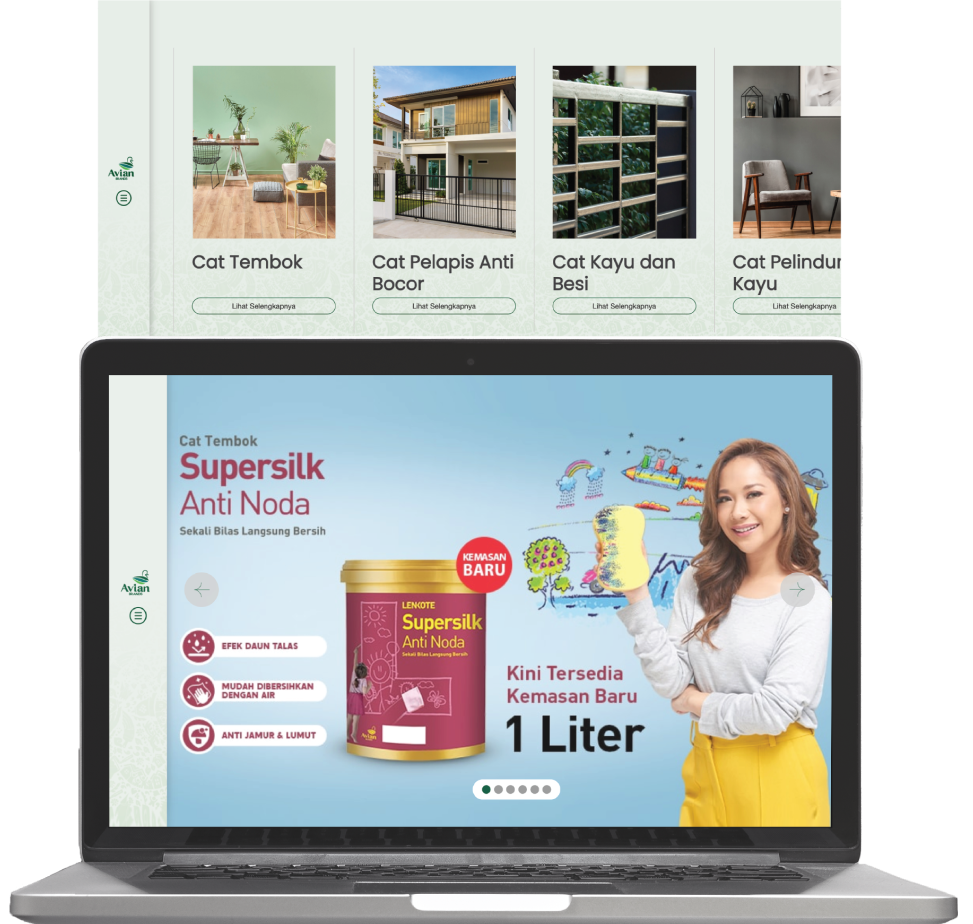 Avian
BRANDS
Cat Tembok
Lihat Selengkapnya
Cat Pelapis Anti
Bocor
Lihat Selengkapnya
Cat Kayu dan
Besi
Lihat Selengkapnya
Cat Pelindun
Kayu
Lihat Selengkapnya
Avian
BRANDS
Cat Tembok
Supersilk
Anti Noda
Sekali Bilas Langsung Bersih
EFEK DAUN TALAS
MUDAH DIBERSIHKAN
DENGAN AIR
ANTI JAMUR & LUMUT
KEMASAN
BARU
LENKOTE
Supersilk
Anti Noda
Sekali Bilas Langsung Bersih
Avian
Kini Tersedia
Kemasan Baru
1 Liter